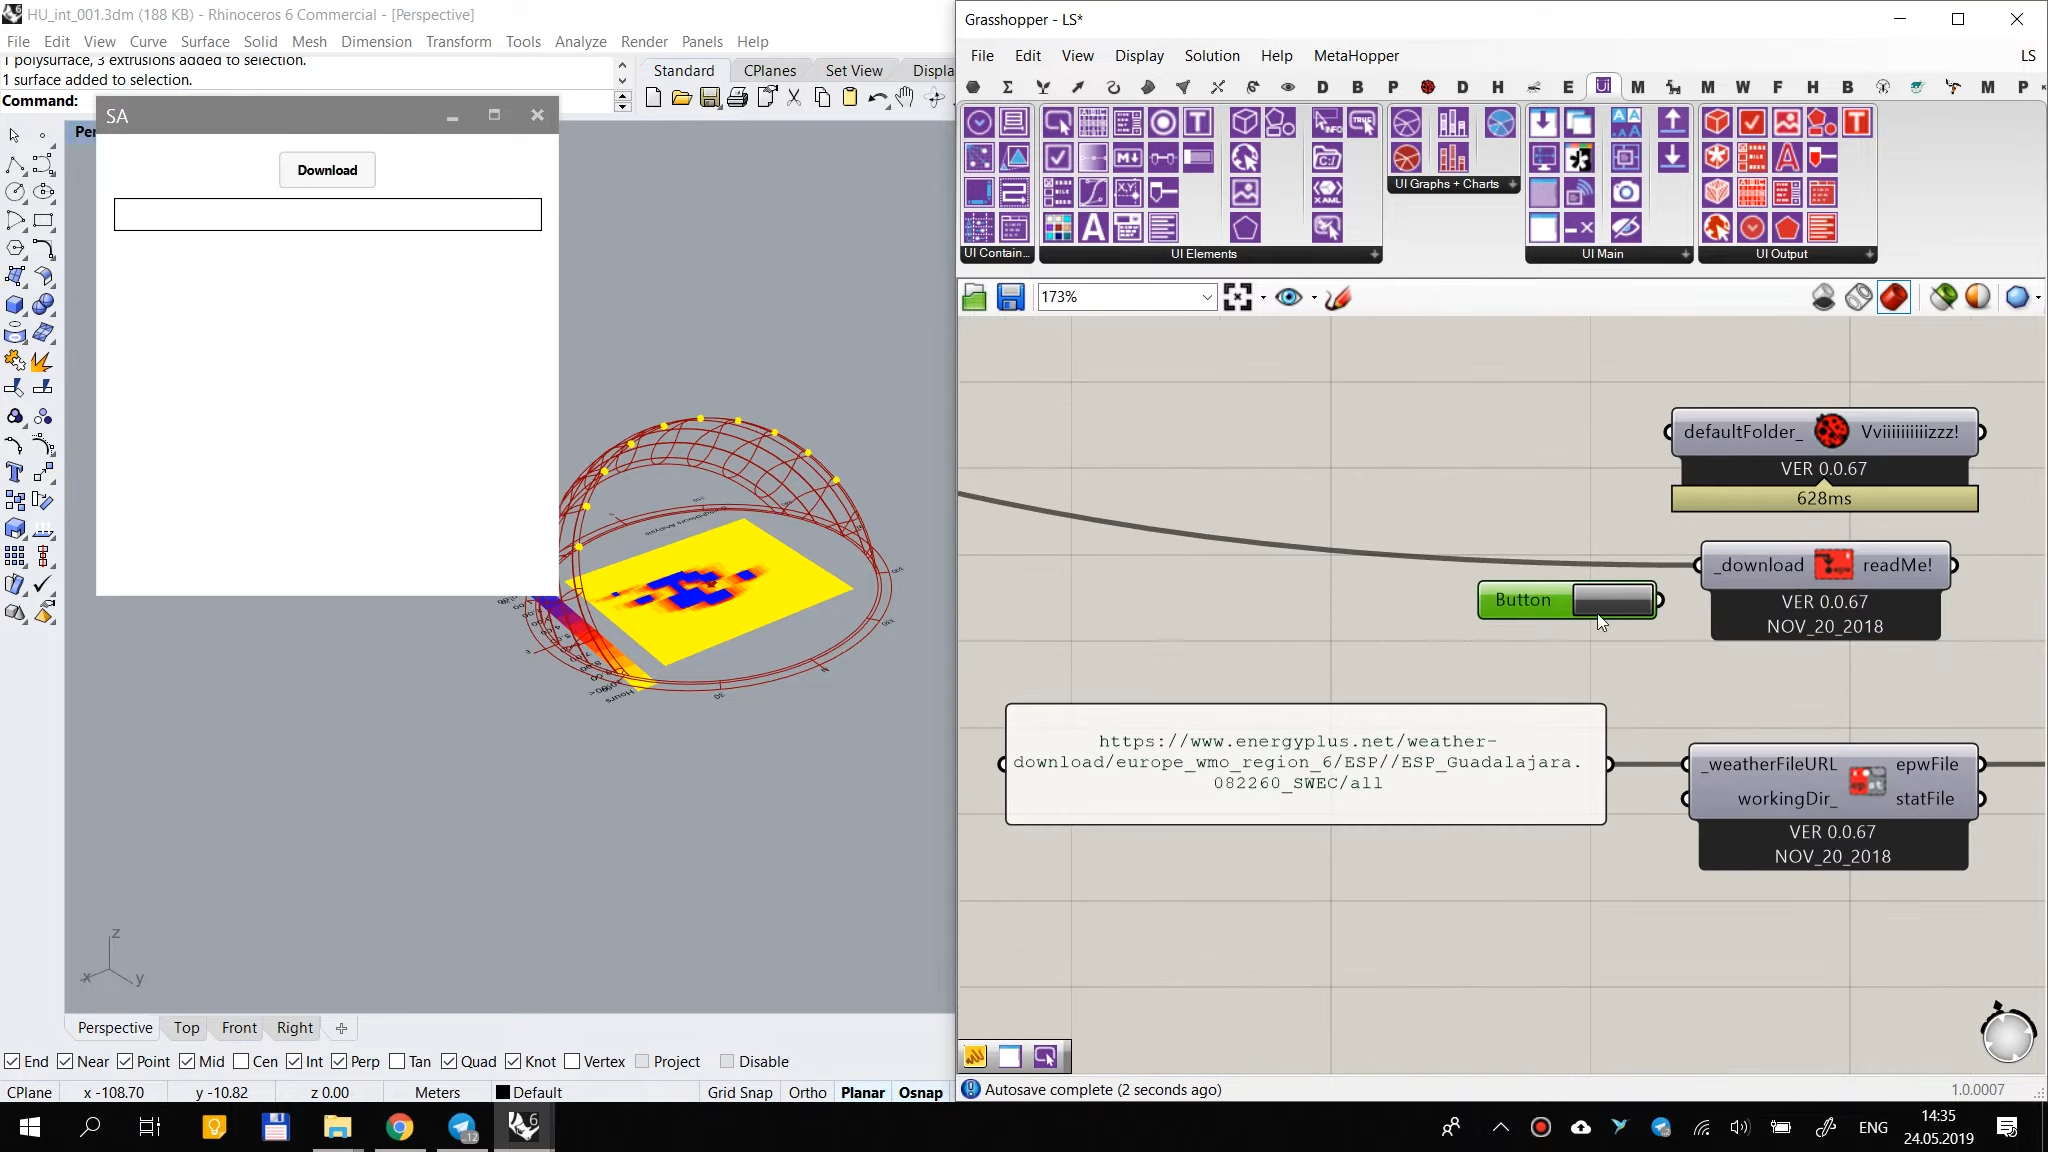 HU_int_001.3dm (188 KB) - Rhinoceros 6 Commercial - [Perspective]
File Edit View Curve Surface Solid Mesh Dimension Transform Tools Analyze Render Panels Help
1 polysurface, 3 extrusions added to selection.
1 surface added to selection.
Command:
Standard CPlanes Set View Displa
Per
SA
Download
Hours
z
x y
Perspective Top Front Right
End Near Point Mid Cen Int Perp Tan Quad Knot Vertex Project Disable
CPlane x -108.70 y -10.82 z 0.00 Meters Default Grid Snap Ortho Planar Osnap
Grasshopper - LS*
File Edit View Display Solution Help MetaHopper LS
D B P D H E Ui M M W F H B M P
UI Contain... UI Elements UI Graphs + Charts UI Main UI Output
173%
defaultFolder_ Vviiiiiiiiiizzz!
VER 0.0.67
628ms
_download readMe!
VER 0.0.67
NOV_20_2018
Button
https://www.energyplus.net/weather-
download/europe_wmo_region_6/ESP//ESP_Guadalajara.
082260_SWEC/all
_weatherFileURL epwFile
workingDir_ statFile
VER 0.0.67
NOV_20_2018
Autosave complete (2 seconds ago) 1.0.0007
12
6
ENG
14:35
24.05.2019